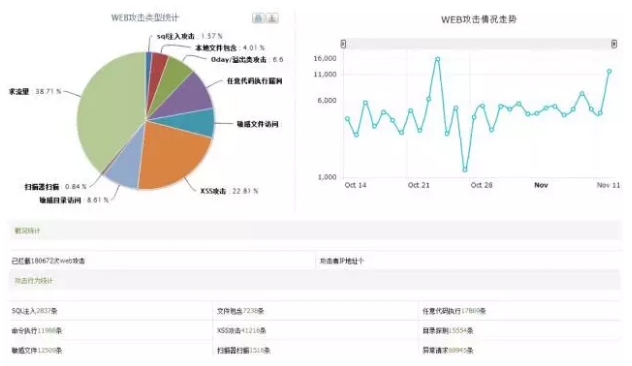 WEB攻击类型统计
sql注入攻击 : 1.57 %
本地文件包含 : 4.01 %
0day/溢出类攻击 : 6.6
任意代码执行漏洞
敏感文件访问 :
XSS攻击 : 22.81 %
敏感目录访问 : 8.61 %
扫描器扫描 : 0.84 %
求流量 : 38.71 %
WEB攻击情况走势
16,000
11,000
6,000
1,000
Oct 14 Oct 21 Oct 28 Nov Nov 11
截获统计
已拦截180672次web攻击 攻击者IP地址个
攻击行为统计
SQL注入2837条 文件包含7238条 任意代码执行17800条
命令执行11988条 XSS攻击41216条 目录探测15554条
敏感文件12509条 扫描器扫描1516条 异常请求69945条